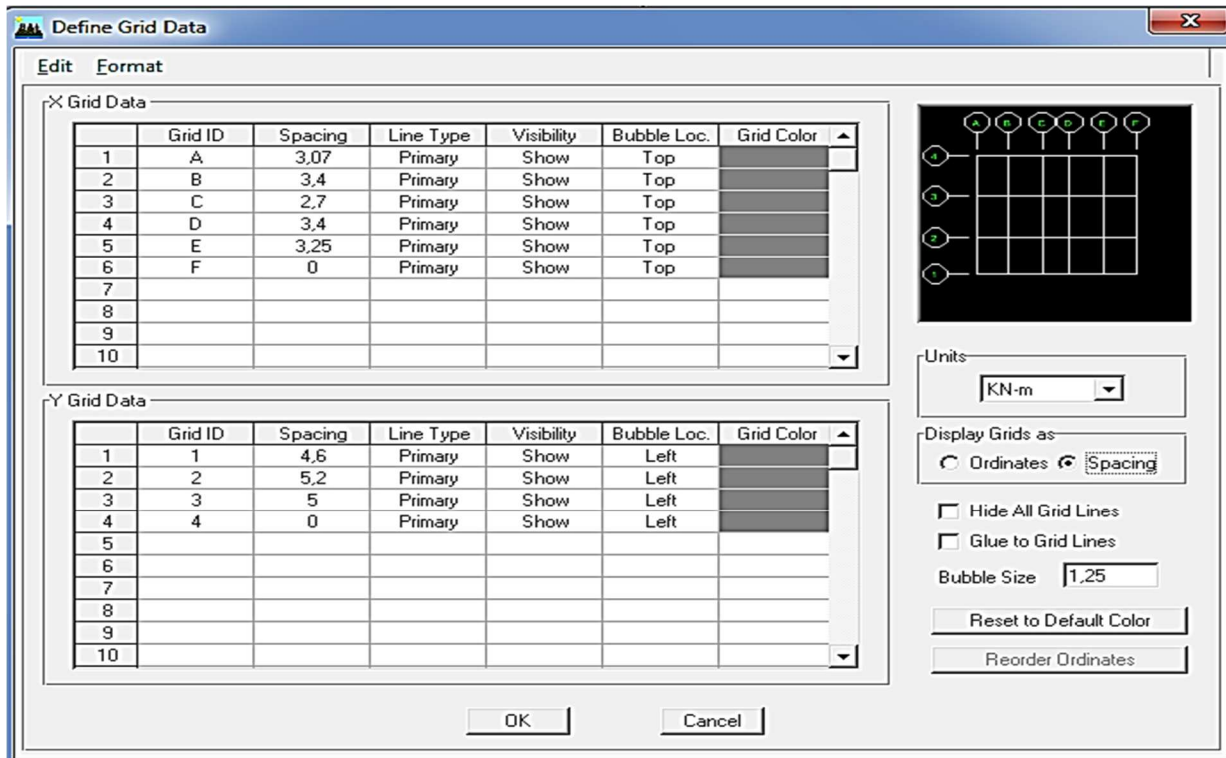 Define Grid Data
Edit Format
X Grid Data
Grid ID Spacing Line Type Visibility Bubble Loc. Grid Color
1 A 3,07 Primary Show Top
2 B 3,4 Primary Show Top
3 C 2,7 Primary Show Top
4 D 3,4 Primary Show Top
5 E 3,25 Primary Show Top
6 F 0 Primary Show Top
7
8
9
10
Y Grid Data
Grid ID Spacing Line Type Visibility Bubble Loc. Grid Color
1 1 4,6 Primary Show Left
2 2 5,2 Primary Show Left
3 3 5 Primary Show Left
4 4 0 Primary Show Left
5
6
7
8
9
10
A B C D E F
4
3
2
1
Units
KN-m
Display Grids as
Ordinates Spacing
Hide All Grid Lines
Glue to Grid Lines
Bubble Size 1,25
Reset to Default Color
Reorder Ordinates
OK Cancel